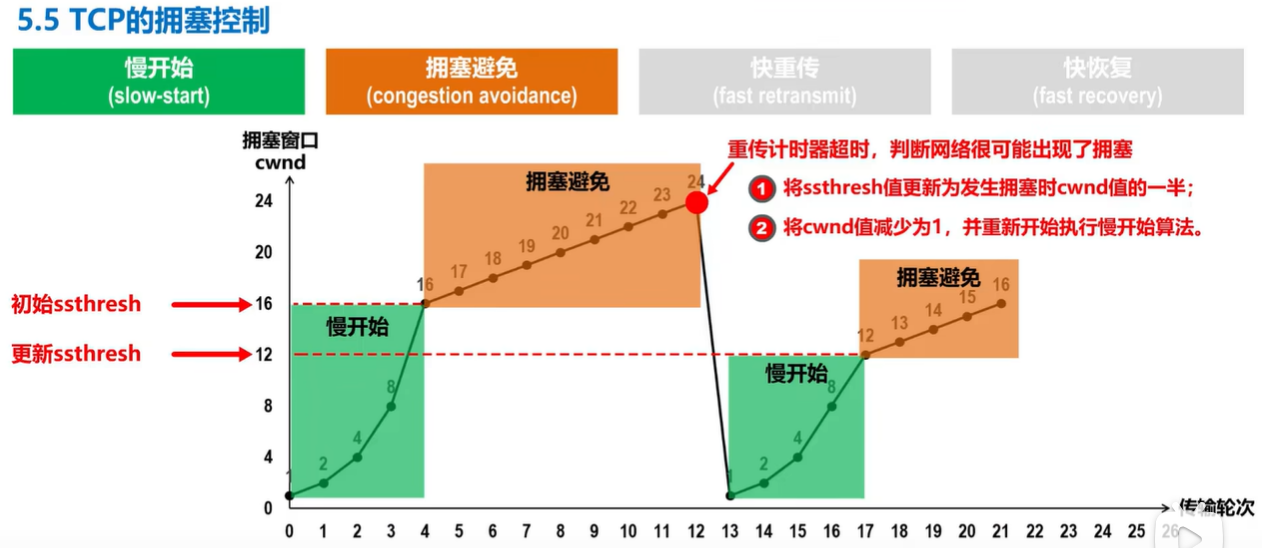 5.5 TCP的拥塞控制
慢开始
(slow-start)
拥塞避免
(congestion avoidance)
快重传
(fast retransmit)
快恢复
(fast recovery)
拥塞窗口
cwnd
重传计时器超时，判断网络很可能出现了拥塞
1 将ssthresh值更新为发生拥塞时cwnd值的一半；
2 将cwnd值减少为1，并重新开始执行慢开始算法。
拥塞避免
24
20
16
12
8
4
0
初始ssthresh
更新ssthresh
慢开始
1 2 4 8 16 17 18 19 20 21 22 23 24
慢开始
拥塞避免
1 2 4 8 12 13 14 15 16
0 1 2 3 4 5 6 7 8 9 10 11 12 13 14 15 16 17 18 19 20 21 22 23 24 25 26
传输轮次